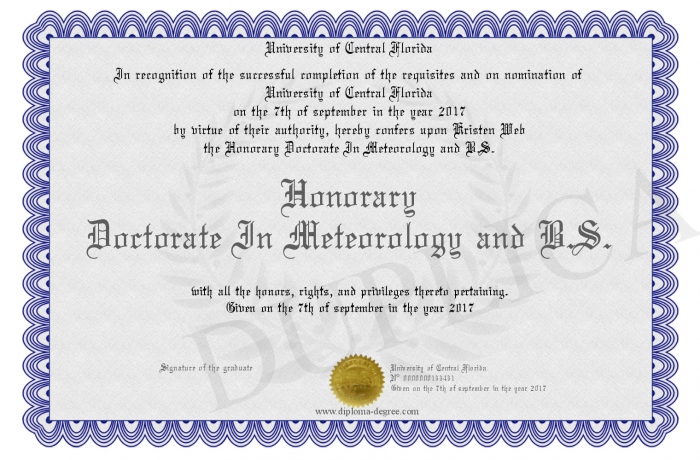 University of Central Florida
In recognition of the successful completion of the requisites and on nomination of
University of Central Florida
on the 7th of september in the year 2017
by virtue of their authority, hereby confers upon Kristen Web
the Honorary Doctorate In Meteorology and B.S.
Honorary
Doctorate In Meteorology and B.S.
with all the honors, rights, and privileges thereto pertaining.
Given on the 7th of september in the year 2017
DUPLICA
Signature of the graduate
University of Central Florida
Nº 0000000133431
Given on the 7th of september in the year 2017
www.diploma-degree.com